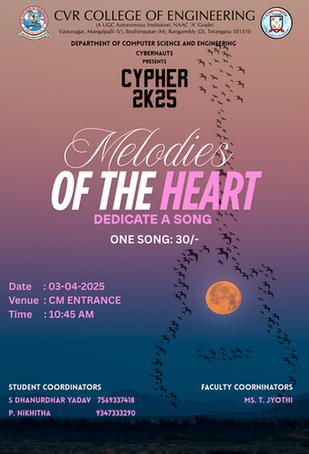 CVR COLLEGE OF ENGINEERING
(A UGC Autonomous Institution, NAAC 'A' Grade)
Vastunagar, Mangalpalli (V), Ibrahimpatan (M), Rangareddy (D), Telangana 501510
DEPARTMENT OF COMPUTER SCIENCE AND ENGINEERING
CYBERNAUTS
PRESENTS
CYPHER
2K25
Melodies
OF THE HEART
DEDICATE A SONG
ONE SONG: 30/-
Date : 03-04-2025
Venue : CM ENTRANCE
Time : 10:45 AM
STUDENT COORDINATORS
S DHANURDHAR YADAV 7569337418
P. NIKHITHA 9347333290
FACULTY COORNINATORS
MS. T. JYOTHI